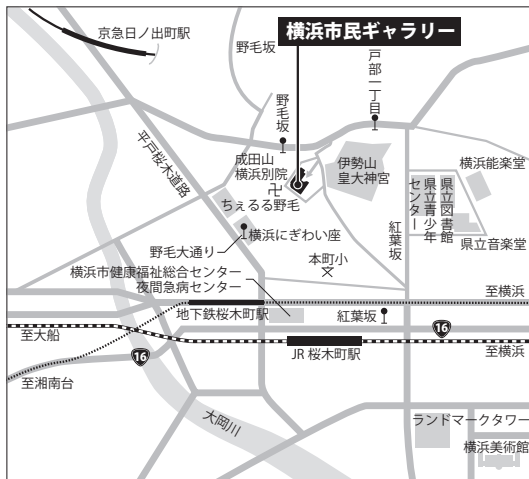 京急日ノ出町駅
横浜市民ギャラリー
野毛坂
戸部一丁目
野毛坂
平戸桜木道路
成田山
横浜別院
卍
伊勢山
皇大神宮
ちぇるる野毛
横浜にぎわい座
野毛大通り
紅葉坂
横浜能楽堂
県立図書館
県立青少年
センター
県立音楽堂
本町小
横浜市健康福祉総合センター
夜間急病センター
至横浜
地下鉄桜木町駅
紅葉坂
16
至大船
16
JR 桜木町駅
至横浜
至湘南台
大岡川
ランドマークタワー
横浜美術館